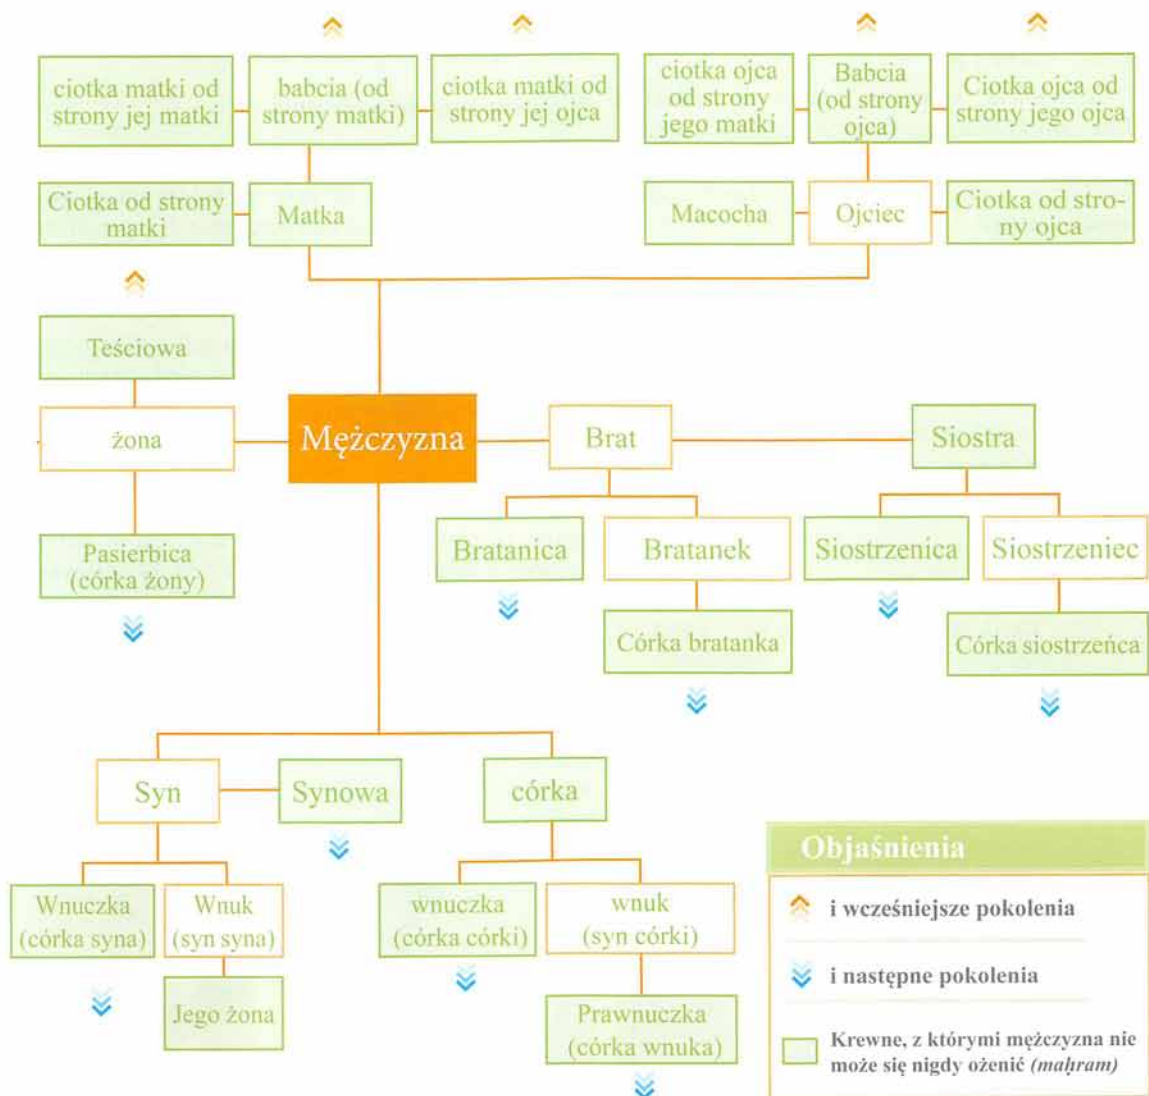 ciotka matki od
strony jej matki
babcia (od
strony matki)
ciotka matki od
strony jej ojca
ciotka ojca
od strony
jego matki
Babcia
(od strony
ojca)
Ciotka ojca od
strony jego ojca
Ciotka od strony
matki
Matka
Macocha
Ojciec
Ciotka od stro-
ny ojca
Teściowa
żona
Mężczyzna
Brat
Siostra
Pasierbica
(córka żony)
Bratanica
Bratanek
Siostrzenica
Siostrzeniec
Córka bratanka
Córka siostrzeńca
Syn
Synowa
córka
Wnuczka
(córka syna)
Wnuk
(syn syna)
wnuczka
(córka córki)
wnuk
(syn córki)
Jego żona
Prawnuczka
(córka wnuka)
Objaśnienia
i wcześniejsze pokolenia
i następne pokolenia
Krewne, z którymi mężczyzna nie
może się nigdy ożenić (maḥram)